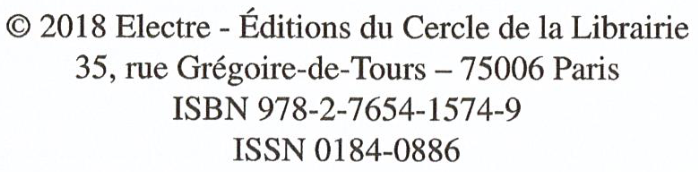 © 2018 Electre - Éditions du Cercle de la Librairie
35, rue Grégoire-de-Tours – 75006 Paris
ISBN 978-2-7654-1574-9
ISSN 0184-0886